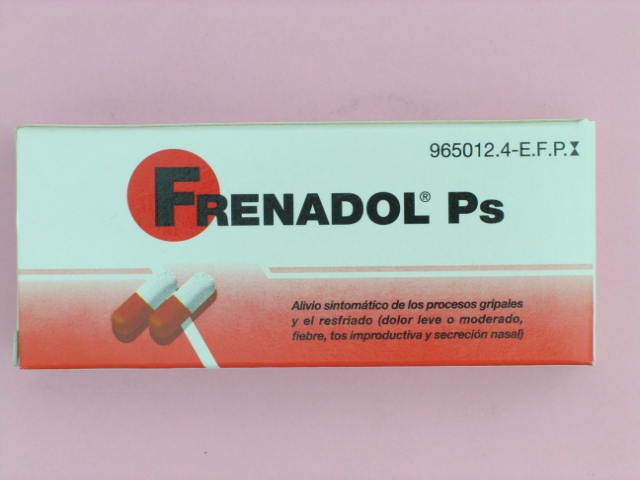 965012.4-E.F.P.
FRENADOL® Ps
Alivio sintomático de los procesos gripales
y el resfriado (dolor leve o moderado,
fiebre, tos improductiva y secreción nasal)